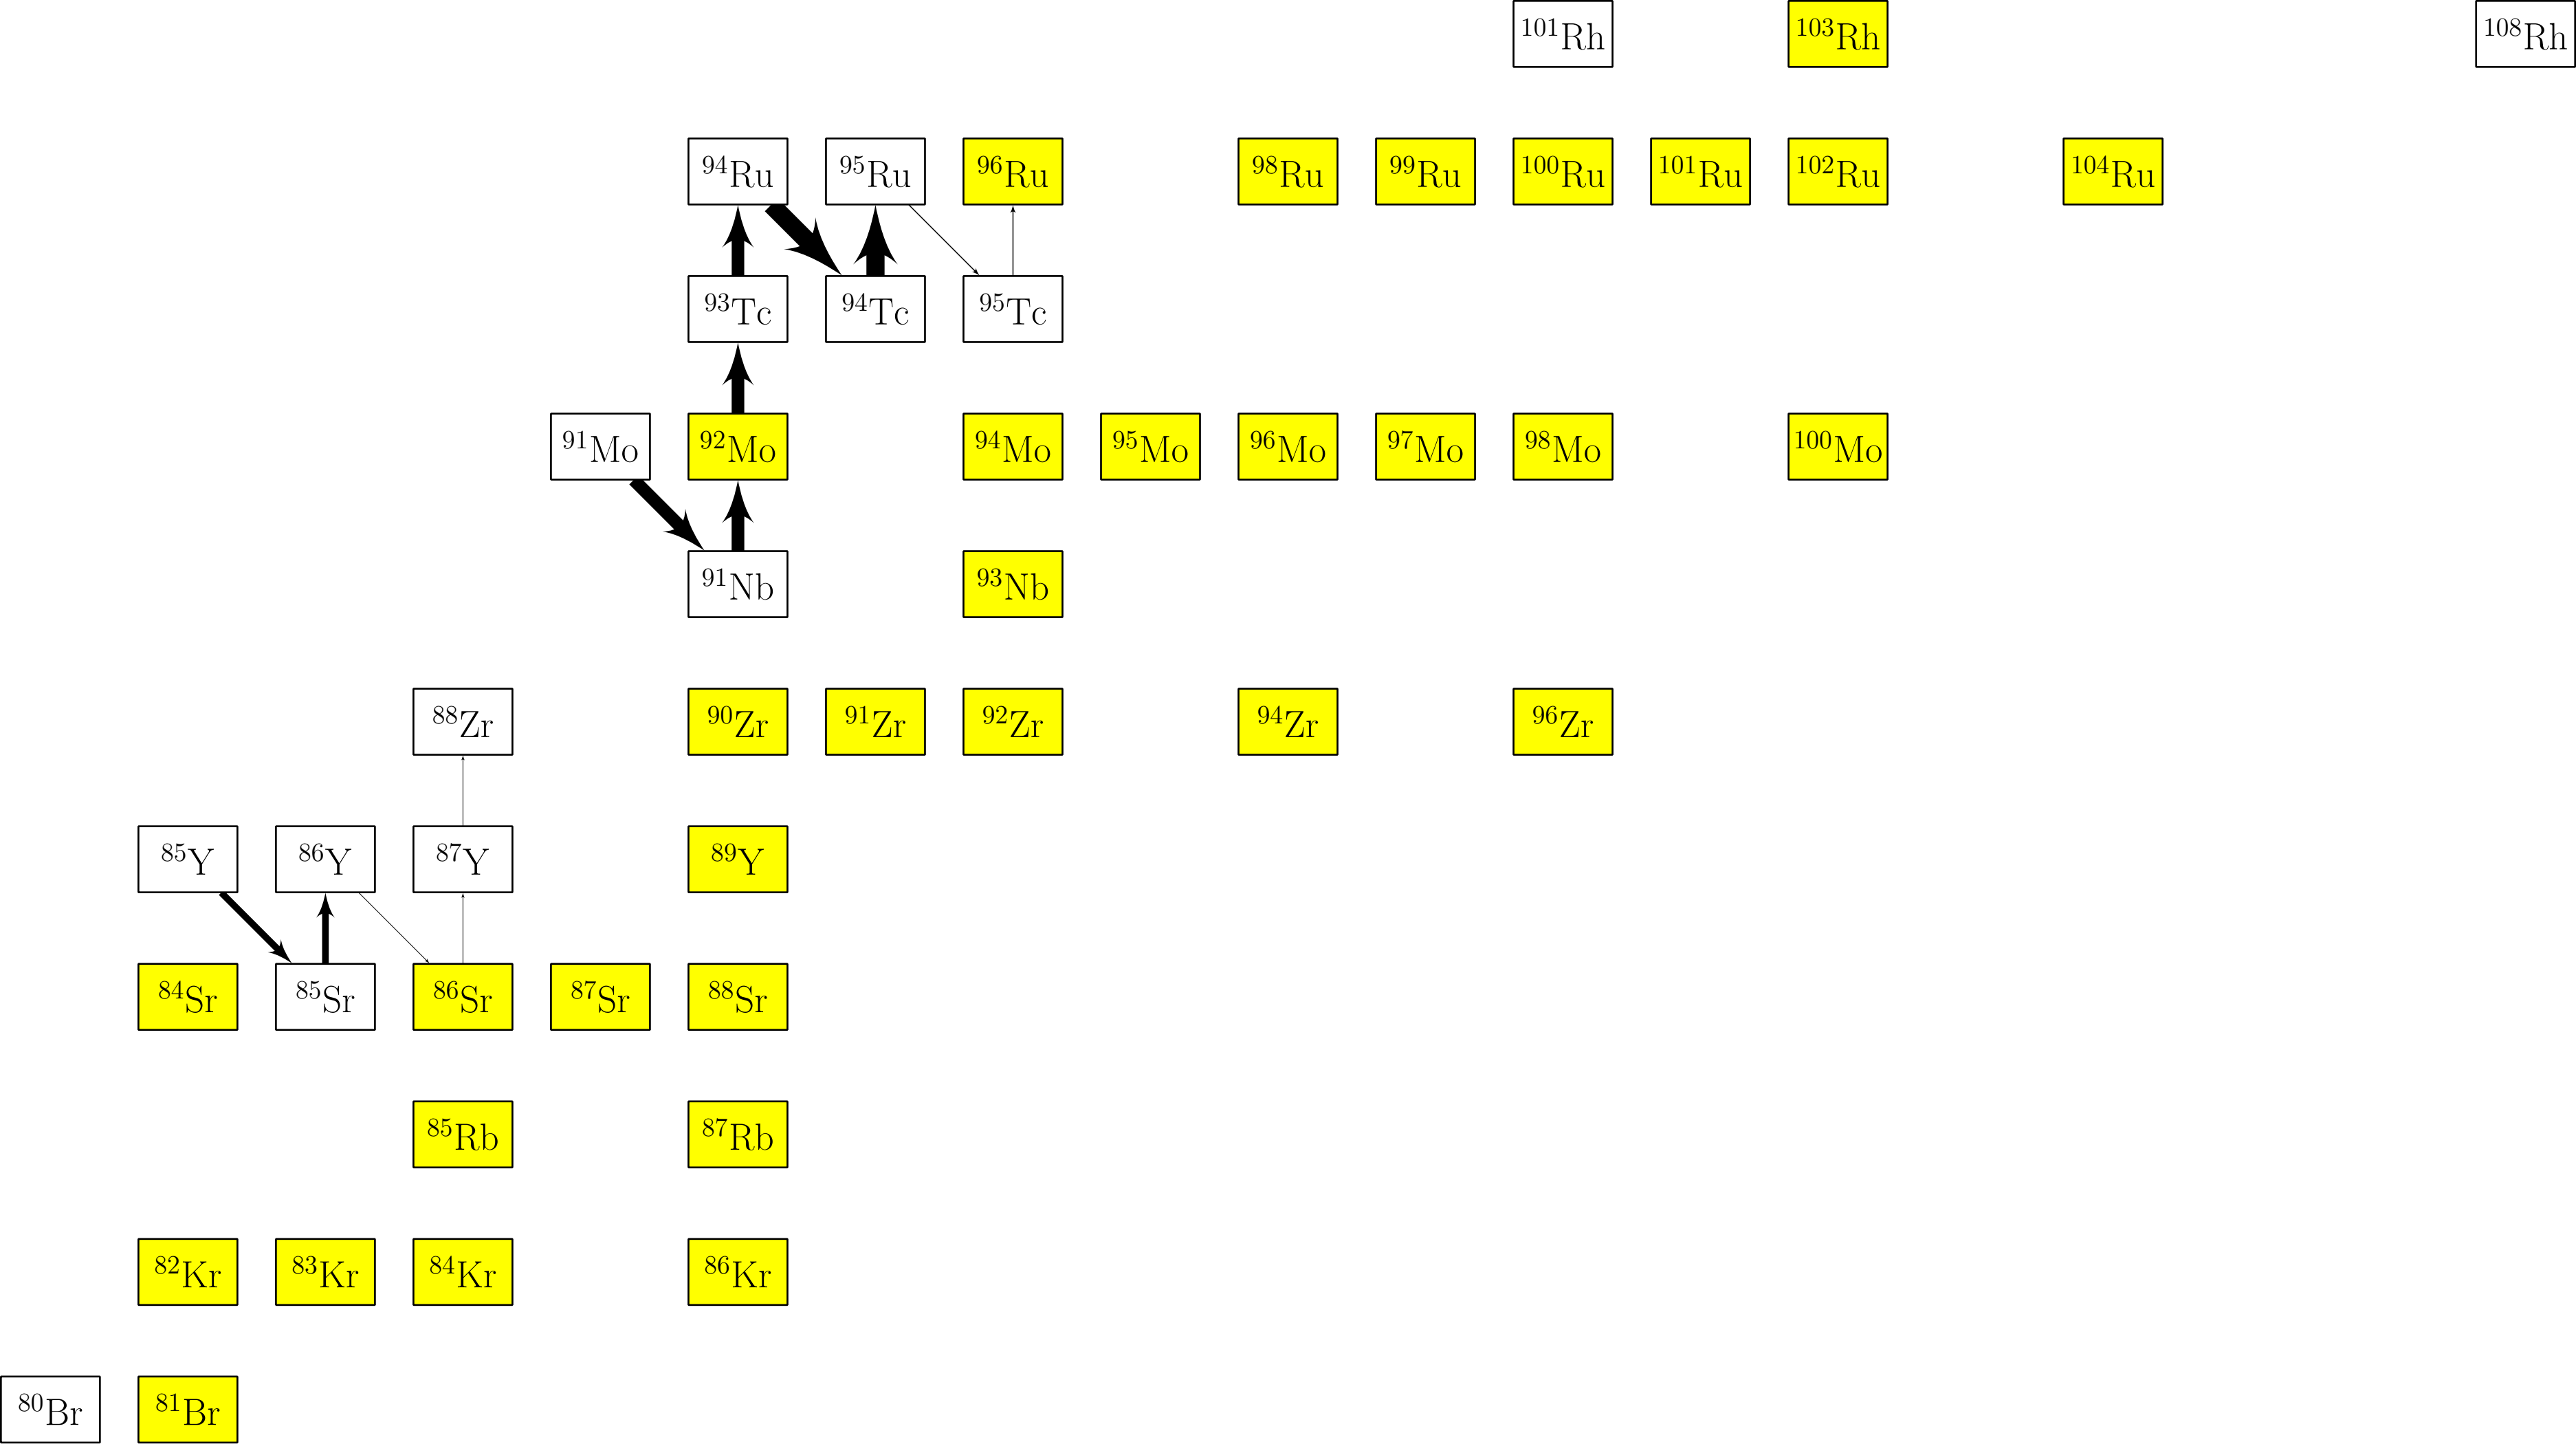 ¹⁰¹Rh ¹⁰³Rh ¹⁰⁸Rh
⁹⁴Ru ⁹⁵Ru ⁹⁶Ru ⁹⁸Ru ⁹⁹Ru ¹⁰⁰Ru ¹⁰¹Ru ¹⁰²Ru ¹⁰⁴Ru
⁹³Tc ⁹⁴Tc ⁹⁵Tc
⁹¹Mo ⁹²Mo ⁹⁴Mo ⁹⁵Mo ⁹⁶Mo ⁹⁷Mo ⁹⁸Mo ¹⁰⁰Mo
⁹¹Nb ⁹³Nb
⁸⁸Zr ⁹⁰Zr ⁹¹Zr ⁹²Zr ⁹⁴Zr ⁹⁶Zr
⁸⁵Y ⁸⁶Y ⁸⁷Y ⁸⁹Y
⁸⁴Sr ⁸⁵Sr ⁸⁶Sr ⁸⁷Sr ⁸⁸Sr
⁸⁵Rb ⁸⁷Rb
⁸²Kr ⁸³Kr ⁸⁴Kr ⁸⁶Kr
⁸⁰Br ⁸¹Br